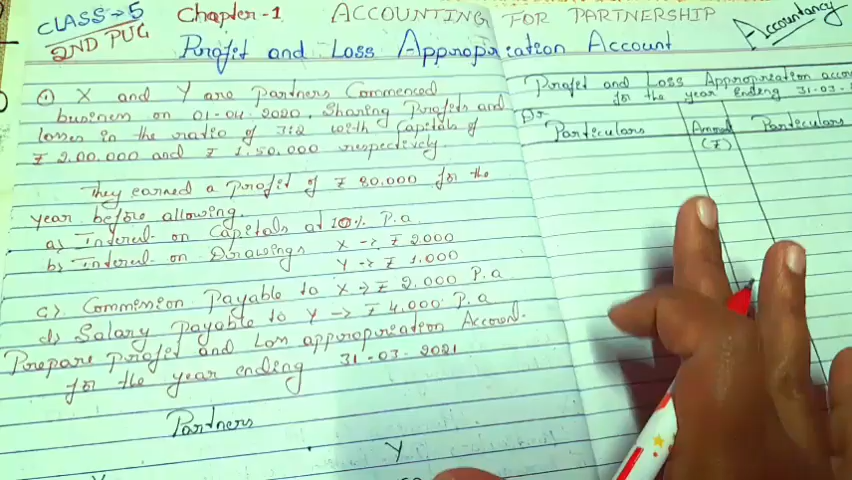 CLASS → 5
2ND PUC
Chapter-1 ACCOUNTING FOR PARTNERSHIP
Accountancy
Profit and Loss Appropriation Account
① X and Y are Partners Commenced
business on 01-04-2020, Sharing Profits and
losses in the ratio of 3:2 with Capitals of
₹ 2,00,000 and ₹ 1,50,000 respectively.
They earned a profit of ₹ 80,000 for the
year before allowing.
a) Interest on Capitals at 10% P.a
b) Interest on Drawings X → ₹ 2000
Y → ₹ 1,000
c) Commission Payable to X → ₹ 2,000 P.a
d) Salary Payable to Y → ₹ 4,000 P.a
Prepare profit and Loss appropriation Account.
for the year ending 31-03-2021
Partners
Y
Profit and Loss Appropriation
for the year ending 31-03-
Dr
Particulars Amount Particulars
(₹)